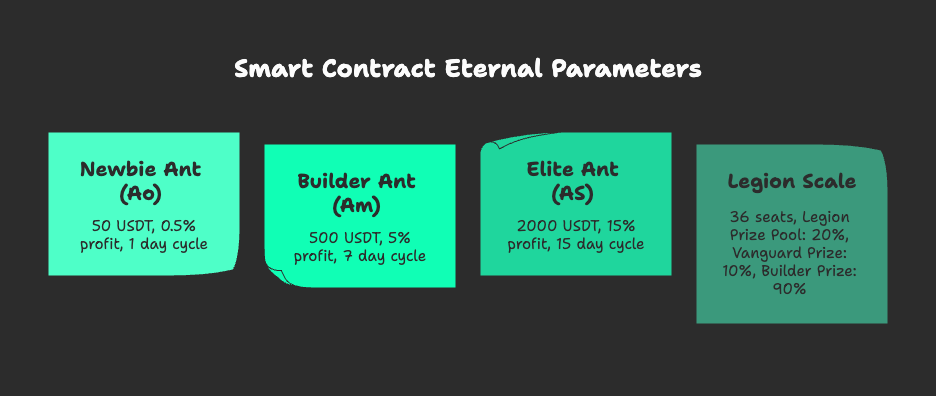 Smart Contract Eternal Parameters
Newbie Ant
(Ao)
50 USDT, 0.5%
profit, 1 day cycle
Builder Ant
(Am)
500 USDT, 5%
profit, 7 day cycle
Elite Ant
(AS)
2000 USDT, 15%
profit, 15 day cycle
Legion Scale
36 seats, Legion
Prize Pool: 20%,
Vanguard Prize:
10%, Builder Prize:
90%